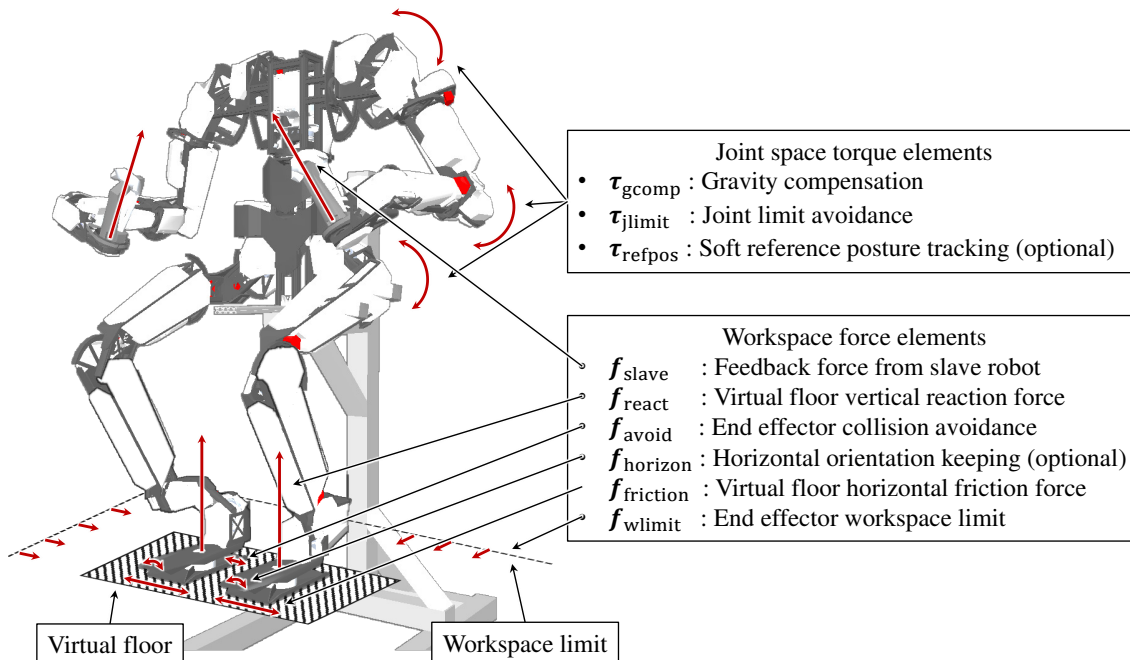 Joint space torque elements
• τgcomp : Gravity compensation
• τjlimit : Joint limit avoidance
• τrefpos : Soft reference posture tracking (optional)
Workspace force elements
fslave : Feedback force from slave robot
freact : Virtual floor vertical reaction force
favoid : End effector collision avoidance
fhorizon : Horizontal orientation keeping (optional)
ffriction : Virtual floor horizontal friction force
fwlimit : End effector workspace limit
Virtual floor
Workspace limit